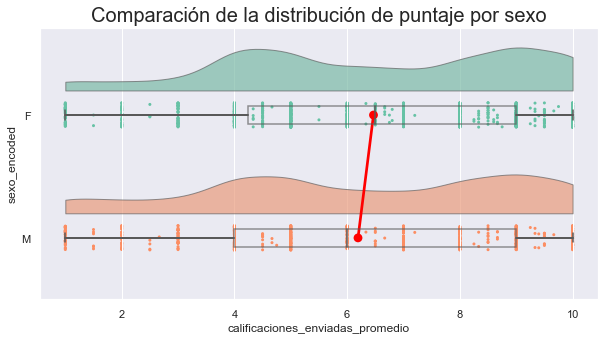 Comparación de la distribución de puntaje por sexo
sexo_encoded
F
M
2 4 6 8 10
calificaciones_enviadas_promedio